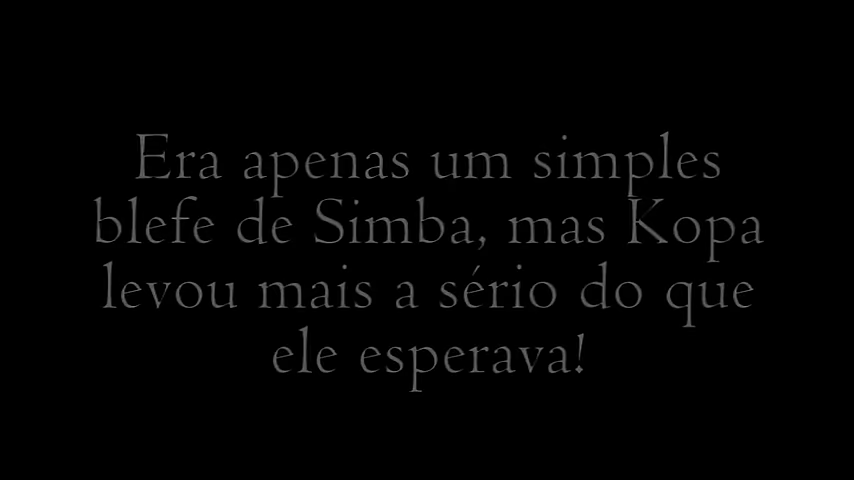 Era apenas um simples
blefe de Simba, mas Kopa
levou mais a sério do que
ele esperava!